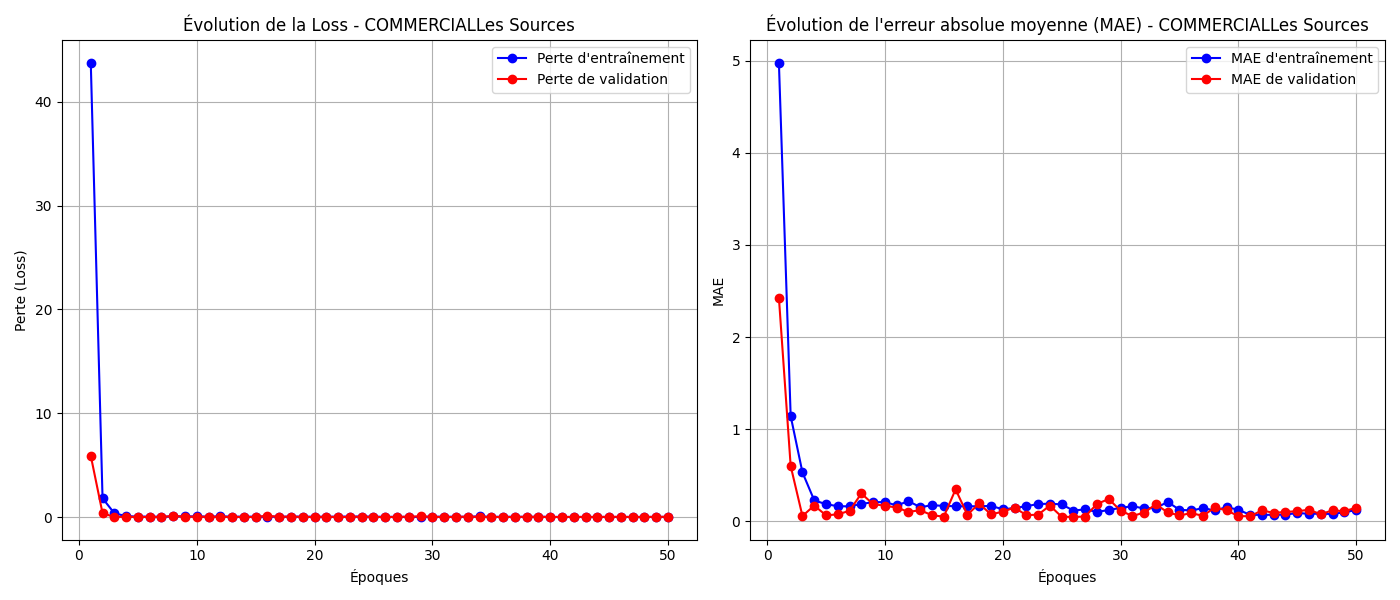 Évolution de la Loss - COMMERCIALLes Sources
Perte d'entraînement
Perte de validation
Perte (Loss)
40
30
20
10
0
0 10 20 30 40 50
Époques
Évolution de l'erreur absolue moyenne (MAE) - COMMERCIALLes Sources
MAE d'entraînement
MAE de validation
MAE
5
4
3
2
1
0
0 10 20 30 40 50
Époques